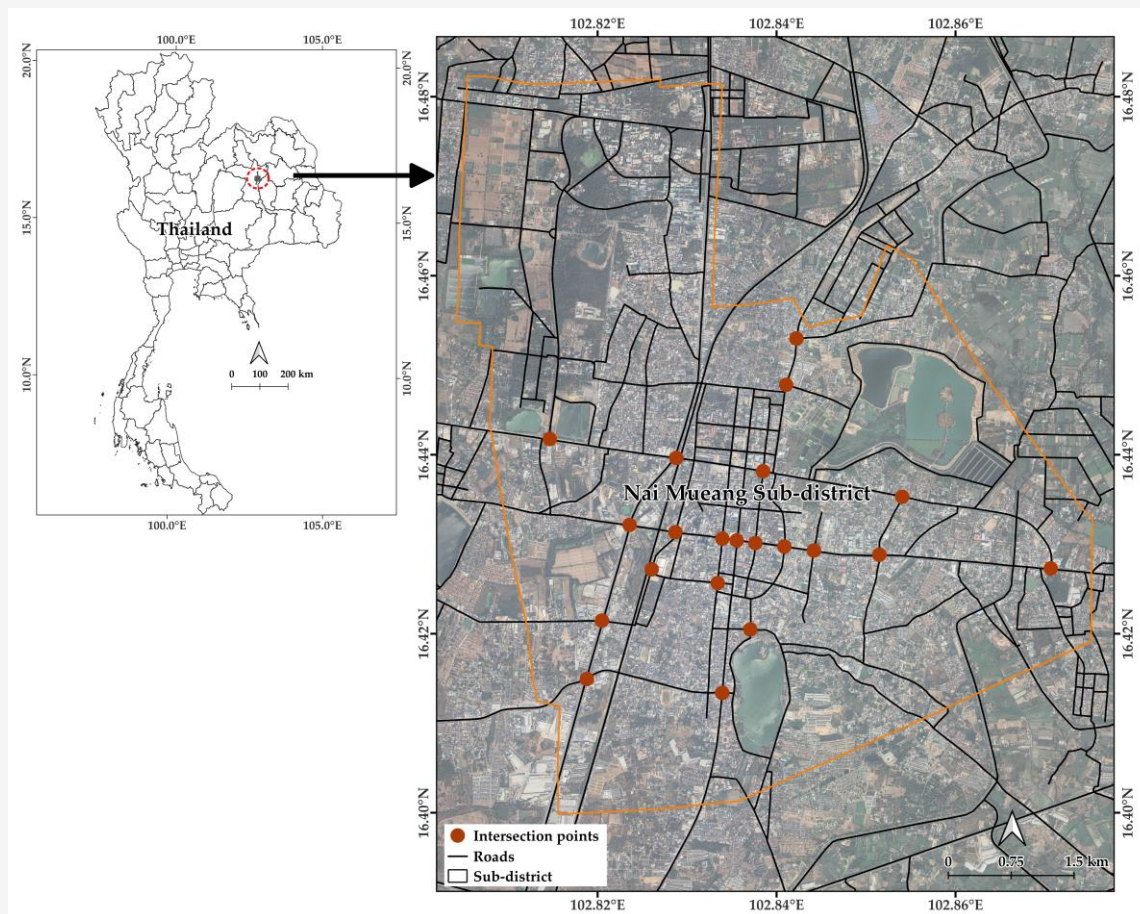 100.0°E 105.0°E
20.0°N
20.0°N
Thailand
15.0°N
15.0°N
10.0°N
10.0°N
0 100 200 km
100.0°E 105.0°E
102.82°E 102.84°E 102.86°E
16.48°N 16.48°N
16.46°N 16.46°N
16.44°N 16.44°N
Nai Mueang Sub-district
16.42°N 16.42°N
16.40°N 16.40°N
Intersection points
Roads
Sub-district
0 0.75 1.5 km
102.82°E 102.84°E 102.86°E